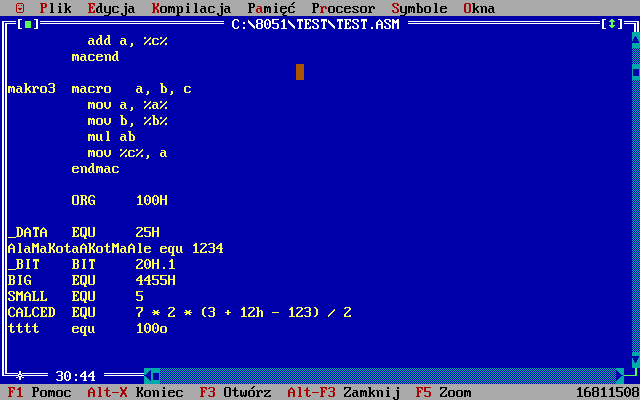 Plik Edycja Kompilacja Pamięć Procesor Symbole Okna
C:\8051\TEST\TEST.ASM
add a, %c%
macend
makro3 macro a, b, c
mov a, %a%
mov b, %b%
mul ab
mov %c%, a
endmac
ORG 100H
_DATA EQU 25H
AlaMaKotaAKotMaAle equ 1234
_BIT BIT 20H.1
BIG EQU 4455H
SMALL EQU 5
CALCED EQU 7 * 2 * (3 + 12h - 123) / 2
tttt equ 100o
30:44
F1 Pomoc Alt-X Koniec F3 Otwórz Alt-F3 Zamknij F5 Zoom 16811508